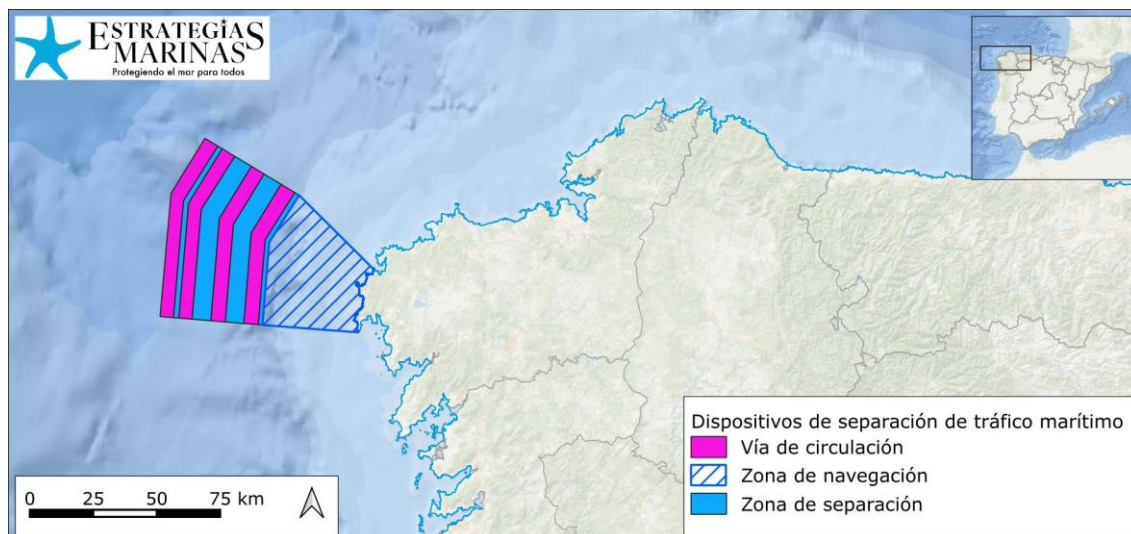 ESTRATEGIAS
MARINAS
Protegiendo el mar para todos
Dispositivos de separación de tráfico marítimo
Vía de circulación
Zona de navegación
Zona de separación
0 25 50 75 km